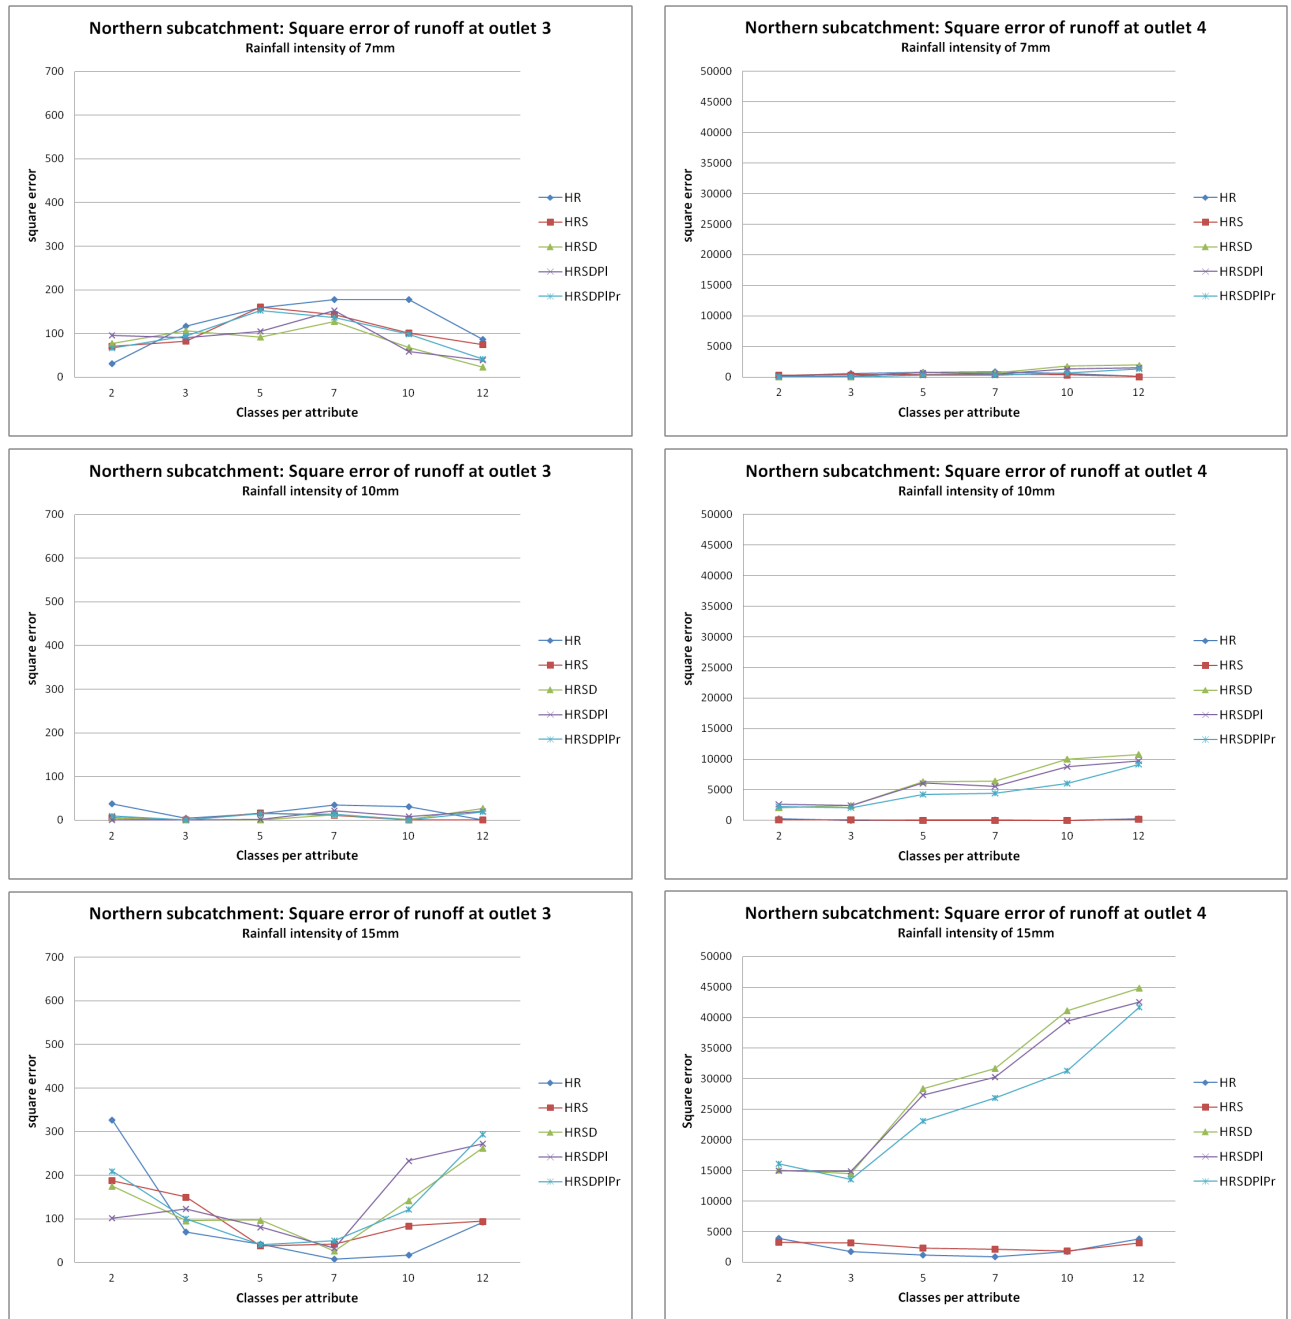 Northern subcatchment: Square error of runoff at outlet 3
Rainfall intensity of 7mm
700
600
500
400
300
200
100
0
square error
2 3 5 7 10 12
Classes per attribute
HR
HRS
HRSD
HRSDPl
HRSDPlPr
Northern subcatchment: Square error of runoff at outlet 4
Rainfall intensity of 7mm
50000
45000
40000
35000
30000
25000
20000
15000
10000
5000
0
square error
2 3 5 7 10 12
Classes per attribute
HR
HRS
HRSD
HRSDPl
HRSDPlPr
Northern subcatchment: Square error of runoff at outlet 3
Rainfall intensity of 10mm
700
600
500
400
300
200
100
0
square error
2 3 5 7 10 12
Classes per attribute
HR
HRS
HRSD
HRSDPl
HRSDPlPr
Northern subcatchment: Square error of runoff at outlet 4
Rainfall intensity of 10mm
50000
45000
40000
35000
30000
25000
20000
15000
10000
5000
0
square error
2 3 5 7 10 12
Classes per attribute
HR
HRS
HRSD
HRSDPl
HRSDPlPr
Northern subcatchment: Square error of runoff at outlet 3
Rainfall intensity of 15mm
700
600
500
400
300
200
100
0
square error
2 3 5 7 10 12
Classes per attribute
HR
HRS
HRSD
HRSDPl
HRSDPlPr
Northern subcatchment: Square error of runoff at outlet 4
Rainfall intensity of 15mm
50000
45000
40000
35000
30000
25000
20000
15000
10000
5000
0
Square error
2 3 5 7 10 12
Classes per attribute
HR
HRS
HRSD
HRSDPl
HRSDPlPr